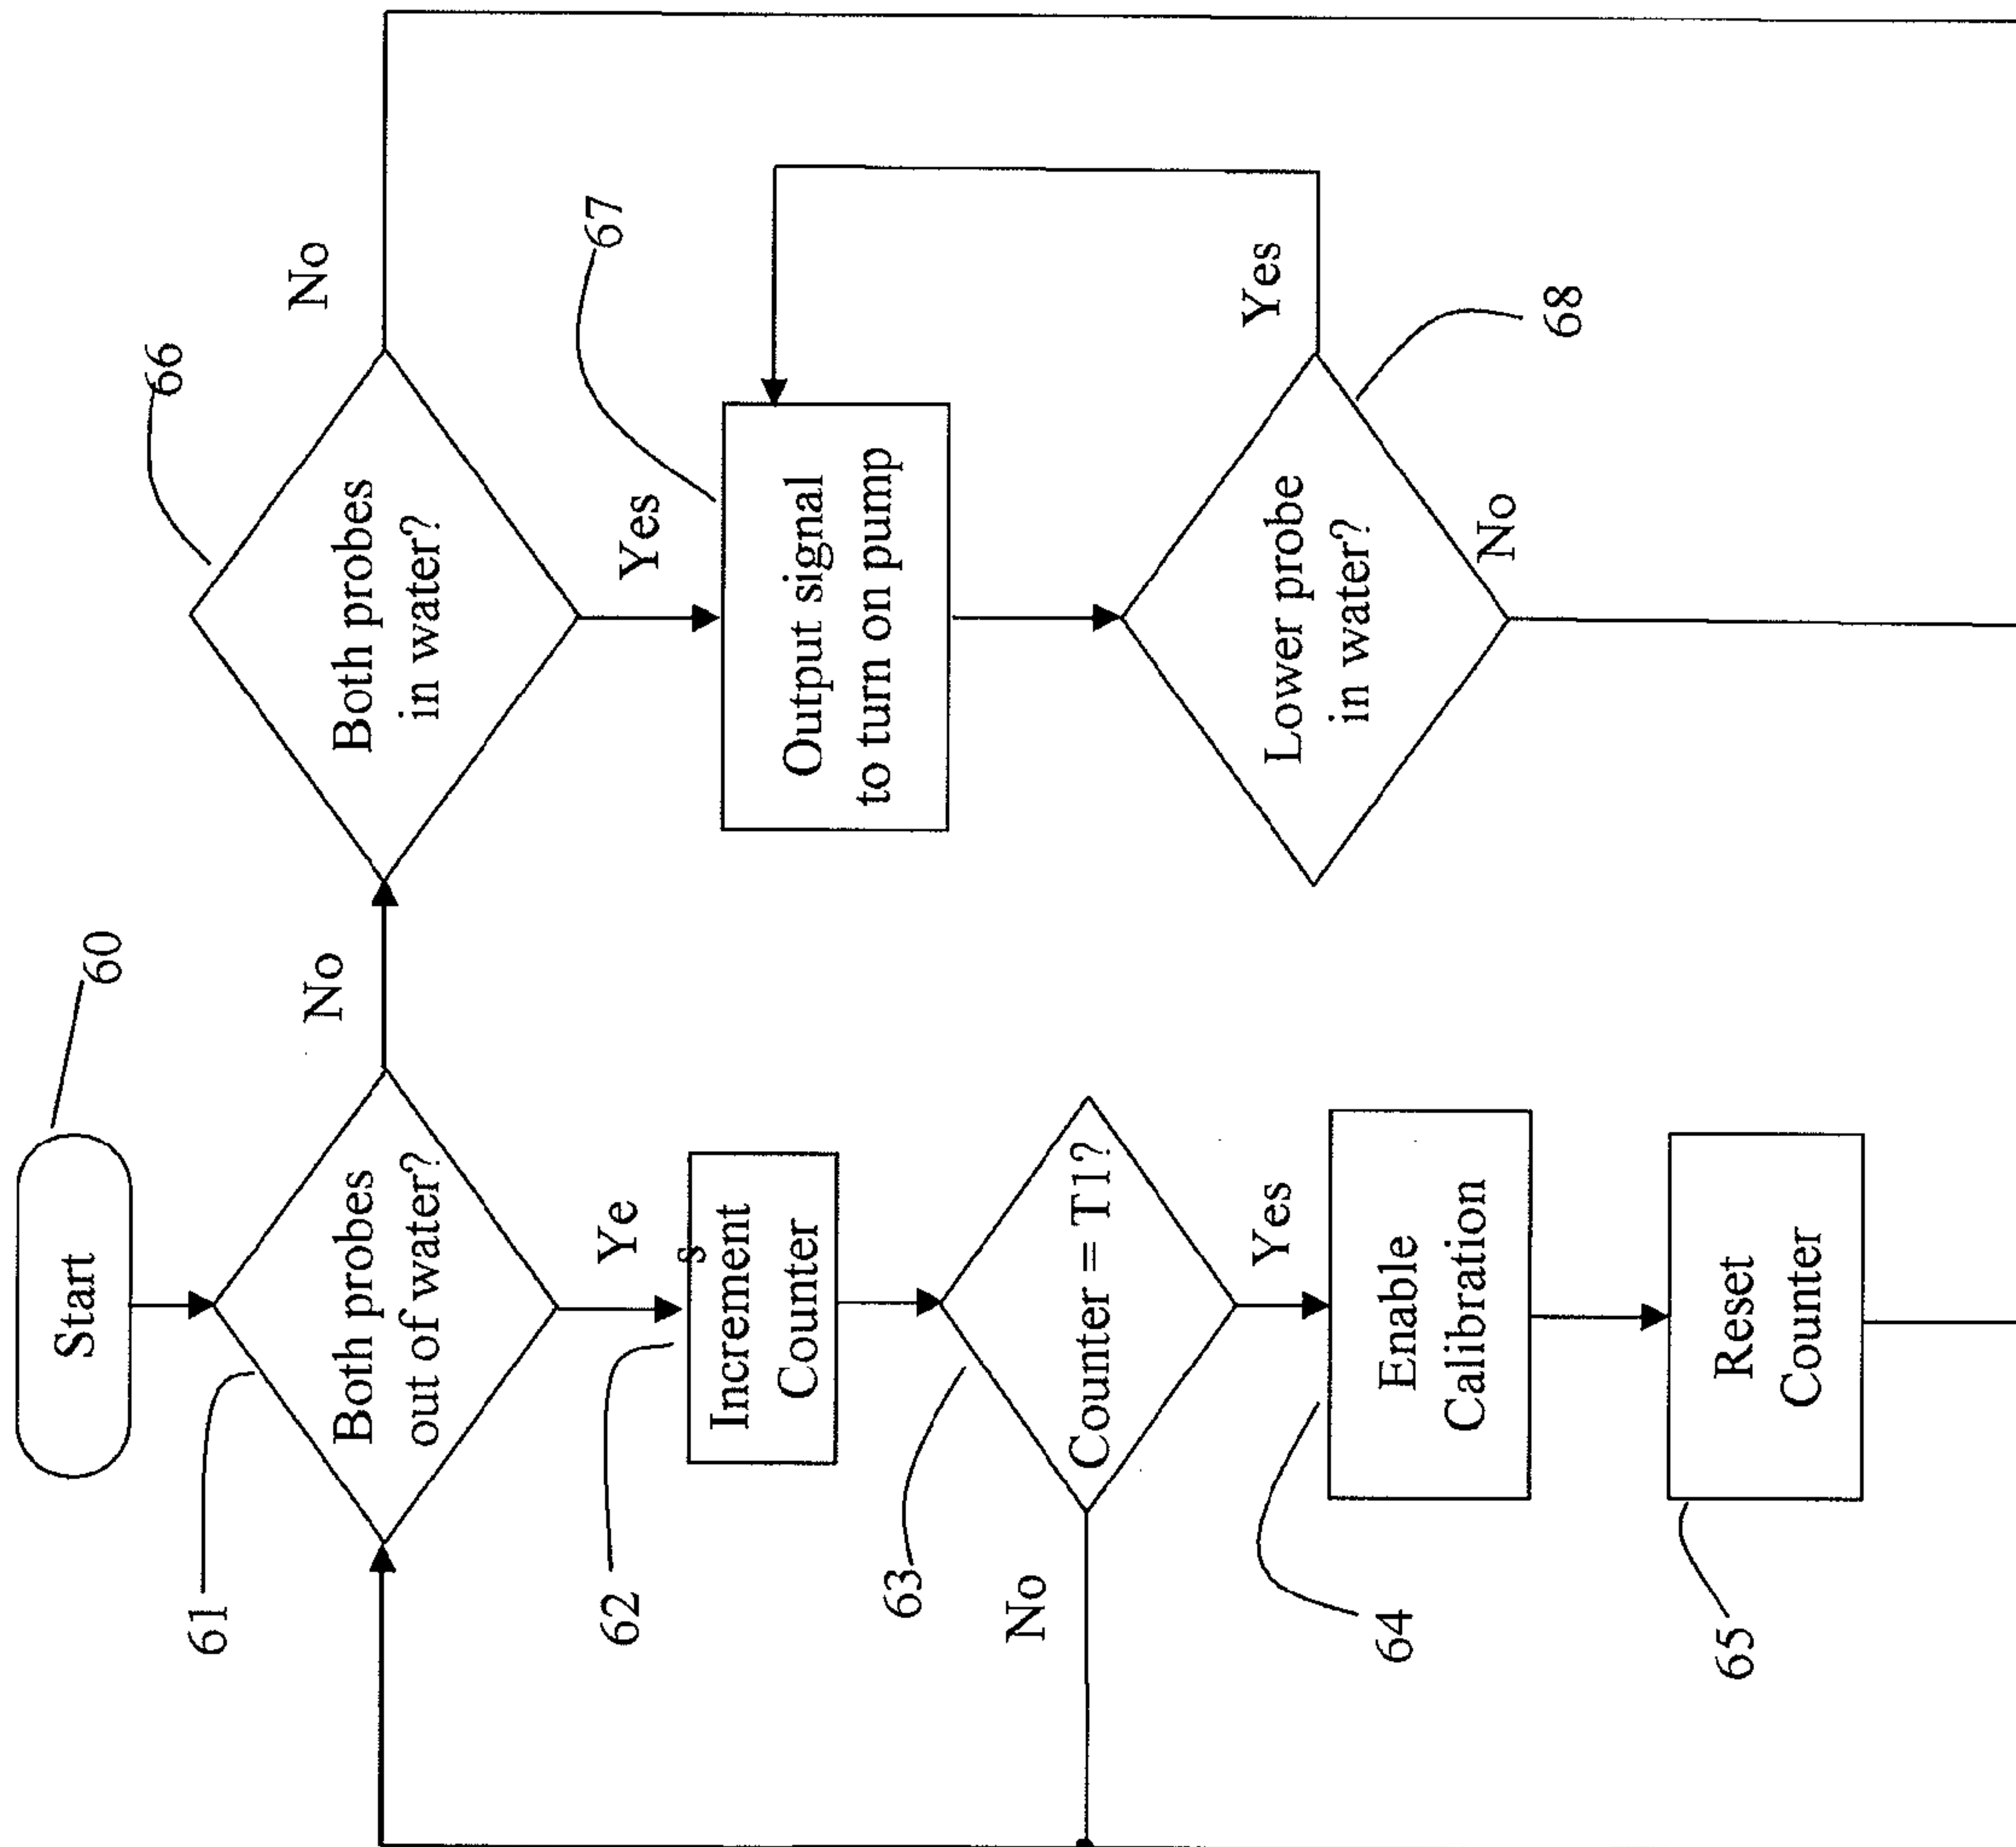 Start
60
Both probes
out of water?
61
No
Ye
s
Increment
Counter
62
Counter = T1?
63
No
Yes
Enable
Calibration
64
Reset
Counter
65
Both probes
in water?
66
No
Yes
Output signal
to turn on pump
67
Lower probe
in water?
68
Yes
No